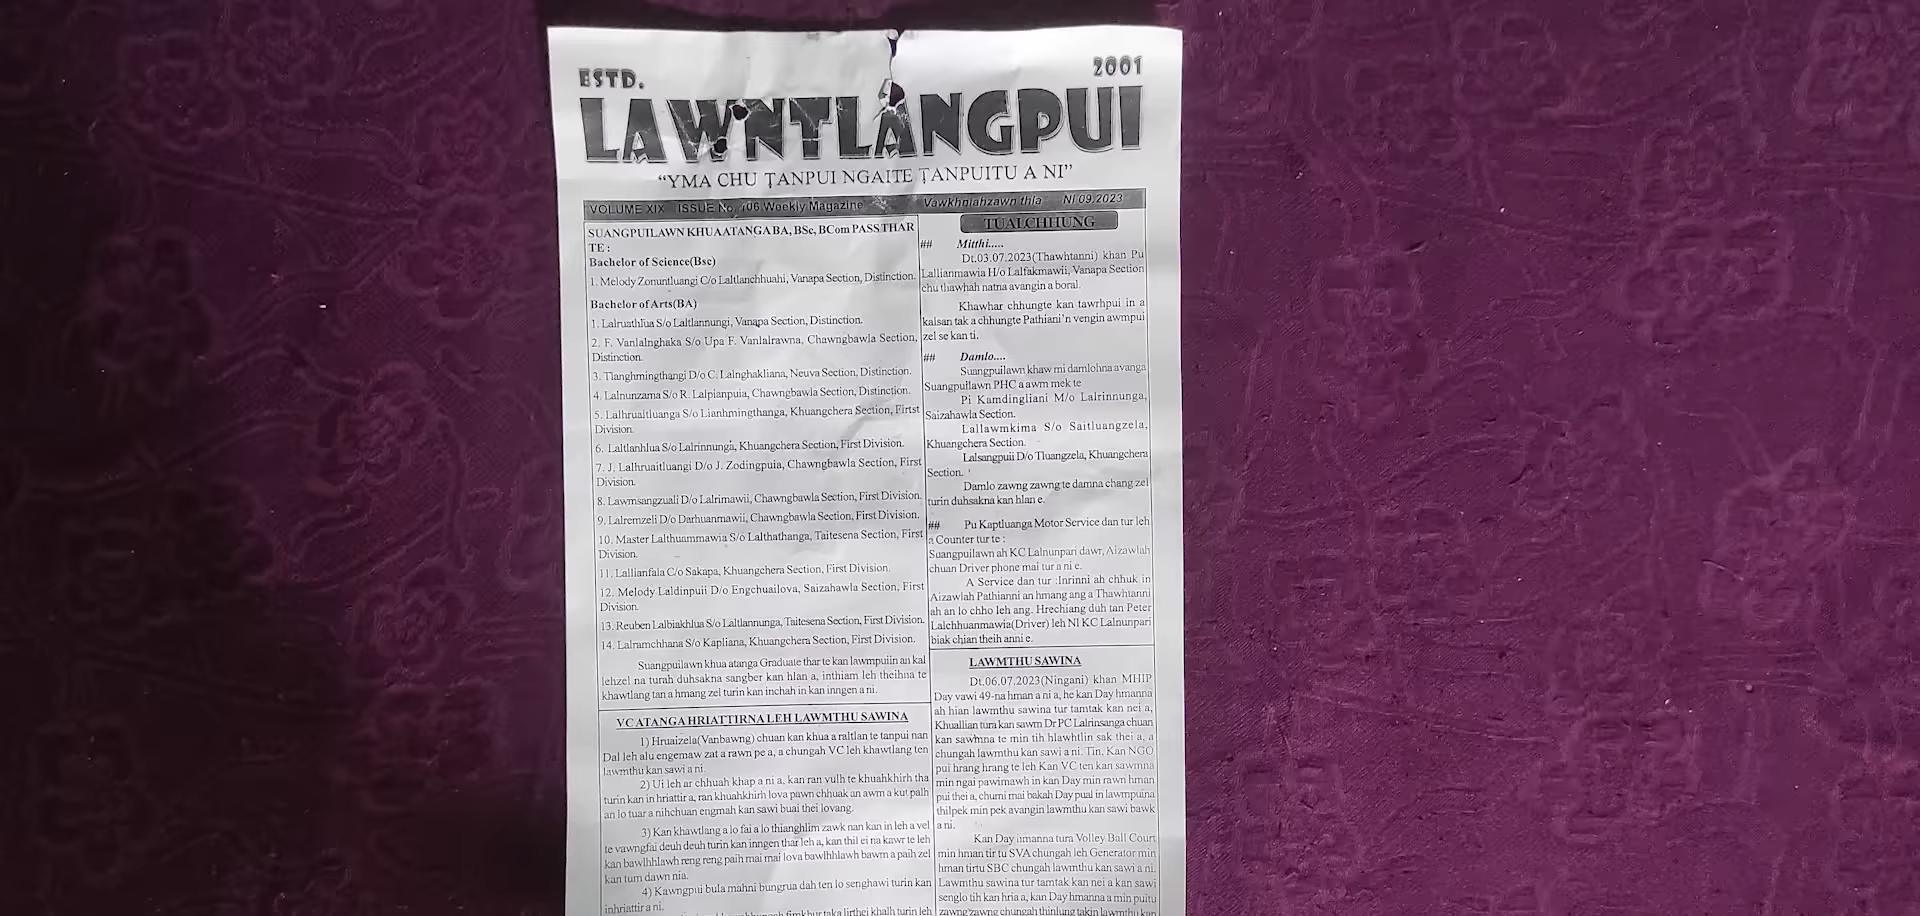 ESTD. 2001
LAWNTLANGPUI
“YMA CHU ṬANPUI NGAITE ṬANPUITU A NI”
VOLUME XIX ISSUE No. 106 Weekly Magazine Vawkhniahzawn thla Ni 09.2023
SUANGPUILAWN KHUA ATANGA BA, BSc, BCom PASS THAR
TE :
Bachelor of Science(Bsc)
1. Melody Zonuntluangi C/o Laltlanchhuahi, Vanapa Section, Distinction.
Bachelor of Arts(BA)
1. Lalruathlua S/o Laltlannungi, Vanapa Section, Distinction.
2. F. Vanlalnghaka S/o Upa F. Vanlalrawna, Chawngbawla Section,
Distinction.
3. Tlanghmingthangi D/o C. Lalnghakliana, Neuva Section, Distinction.
4. Lalnunzama S/o R. Lalpianpuia, Chawngbawla Section, Distinction.
5. Lalhruaitluanga S/o Lianhmingthanga, Khuangchera Section, Firtst
Division.
6. Laltlanhlua S/o Lalrinnunga, Khuangchera Section, First Division.
7. J. Lalhruaitluangi D/o J. Zodingpuia, Chawngbawla Section, First
Division.
8. Lawmsangzuali D/o Lalrimawii, Chawngbawla Section, First Division.
9. Lalremzeli D/o Darhuanmawii, Chawngbawla Section, First Division.
10. Master Lalthuammawia S/o Lalthathanga, Taitesena Section, First
Division.
11. Lallianfala C/o Sakapa, Khuangchera Section, First Division.
12. Melody Laldinpuii D/o Engchuailova, Saizahawla Section, First
Division.
13. Reuben Lalbiakhlua S/o Laltlannunga, Taitesena Section, First Division.
14. Lalramchhana S/o Kapliana, Khuangchera Section, First Division.
Suangpuilawn khua atanga Graduate thar te kan lawmpuiin an kal
lehzel na turah duhsakna sangber kan hlan a, inthiam leh theihna te
khawtlang tan a hmang zel turin kan inchah in kan inngen a ni.
VC ATANGA HRIATTIRNA LEH LAWMTHU SAWINA
1) Hruaizela(Vanbawng) chuan kan khua a raltlan te tanpui nan
Dal leh alu engemaw zat a rawn pe a, a chungah VC leh khawtlang ten
lawmthu kan sawi a ni.
2) Ui leh ar chhuah khap a ni a, kan ran vulh te khuahkhirh tha
turin kan in hriattir a, ran khuahkhirh lova pawn chhuak an awm a kut palh
an lo tuar a nihchuan engmah kan sawi buai thei lovang.
3) Kan khawtlang a lo fai a lo thianghlim zawk nan kan in leh a vel
te vawngfai deuh deuh turin kan inngen thar leh a, kan thil ei na kawr te leh
kan bawlhhlawh reng reng paih mai mai lova bawlhhlawh bawm a paih zel
kan tum dawn nia.
4) Kawngpui bula mahni bungrua dah ten lo senghawi turin kan
inhriattir a ni.
fimkhur taka lirthei khalh turin leh
TUALCHHUNG
## Mitthi.....
Dt.03.07.2023(Thawhtanni) khan Pu
Lallianmawia H/o Lalfakmawii, Vanapa Section
chu thawhah natna avangin a boral.
Khawhar chhungte kan tawrhpui in a
kalsan tak a chhungte Pathiani’n vengin awmpui
zel se kan ti.
## Damlo....
Suangpuilawn khaw mi damlohna avanga
Suangpuilawn PHC a awm mek te
Pi Kamdingliani M/o Lalrinnunga,
Saizahawla Section.
Lallawmkima S/o Saitluangzela,
Khuangchera Section.
Lalsangpuii D/o Tluangzela, Khuangchera
Section.
Damlo zawng zawng te damna chang zel
turin duhsakna kan hlan e.
## Pu Kaptluanga Motor Service dan tur leh
a Counter tur te :
Suangpuilawn ah KC Lalnunpari dawr, Aizawlah
chuan Driver phone mai tur a ni e.
A Service dan tur :Inrinni ah chhuk in
Aizawlah Pathianni an hmang ang a Thawhtanni
ah an lo chho leh ang. Hrechiang duh tan Peter
Lalchhuanmawia(Driver) leh Nl KC Lalnunpari
biak chian theih anni e.
LAWMTHU SAWINA
Dt.06.07.2023(Ningani) khan MHIP
Day vawi 49-na hman a ni a, he kan Day hmanna
ah hian lawmthu sawina tur tamtak kan nei a,
Khuallian tura kan sawm Dr PC Lalrinsanga chuan
kan sawmna te min tih hlawhtlin sak thei a, a
chungah lawmthu kan sawi a ni. Tin, Kan NGO
pui hrang hrang te leh Kan VC ten kan sawmna
min ngai pawimawh in kan Day min rawn hman
pui thei a, chumi mai bakah Day pual in lawmpuina
thilpek min pek avangin lawmthu kan sawi bawk
a ni.
Kan Day hmanna tura Volley Ball Court
min hman tir tu SVA chungah leh Generator min
hman tirtu SBC chungah lawmthu kan sawi a ni.
Lawmthu sawina tur tamtak kan nei a kan sawi
senglo tih kan hria a, kan Day hmanna a min puitu
zawng zawng chungah thinlung takin lawmthu kan